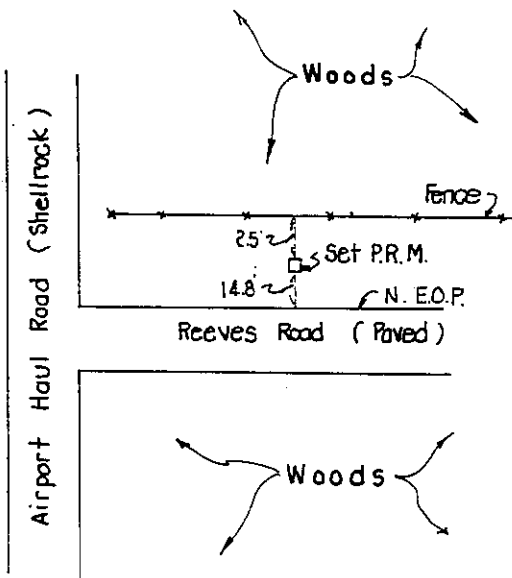 Woods
Airport Haul Road (Shellrock)
Fence
2.5'
Set P.R.M.
14.8'
N. E.O.P.
Reeves Road (Paved)
Woods